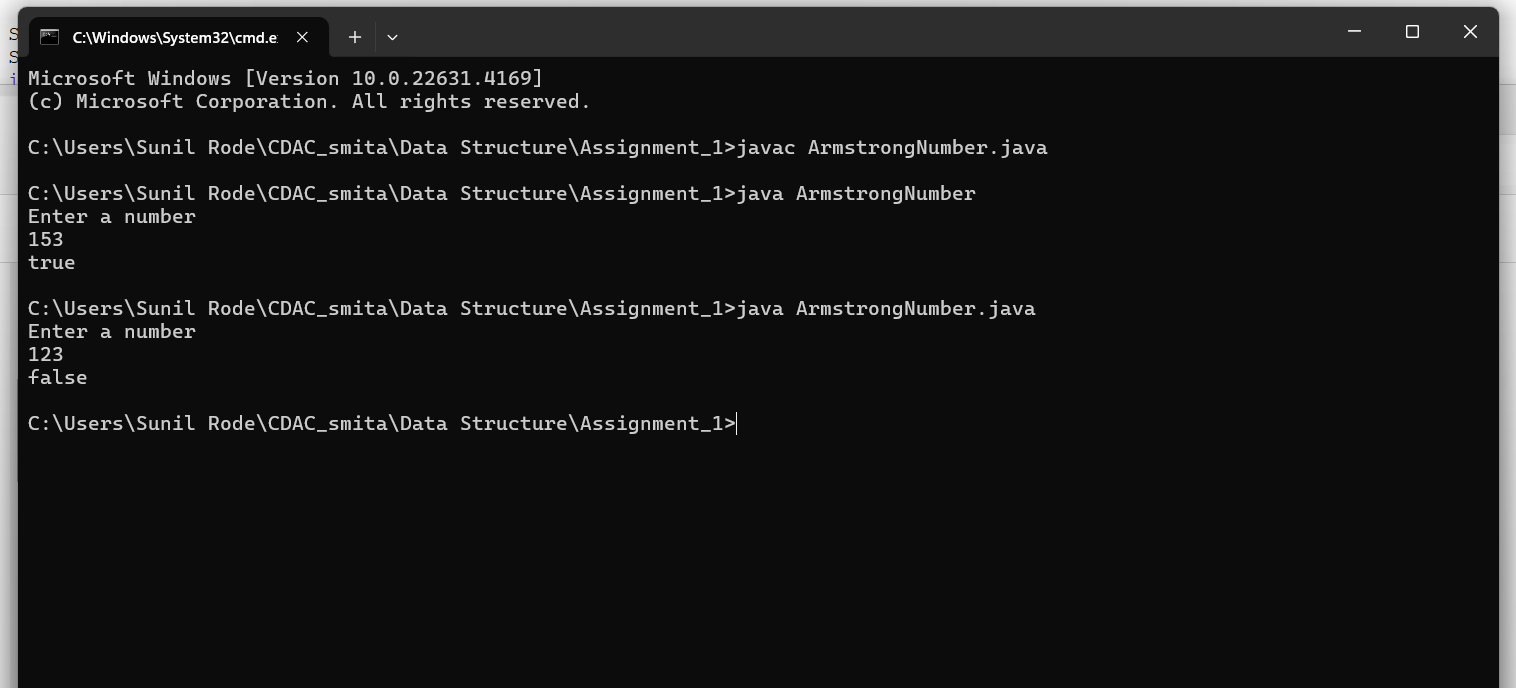 C:\Windows\System32\cmd.e
S
S
i
Microsoft Windows [Version 10.0.22631.4169]
(c) Microsoft Corporation. All rights reserved.
C:\Users\Sunil Rode\CDAC_smita\Data Structure\Assignment_1>javac ArmstrongNumber.java
C:\Users\Sunil Rode\CDAC_smita\Data Structure\Assignment_1>java ArmstrongNumber
Enter a number
153
true
C:\Users\Sunil Rode\CDAC_smita\Data Structure\Assignment_1>java ArmstrongNumber.java
Enter a number
123
false
C:\Users\Sunil Rode\CDAC_smita\Data Structure\Assignment_1>